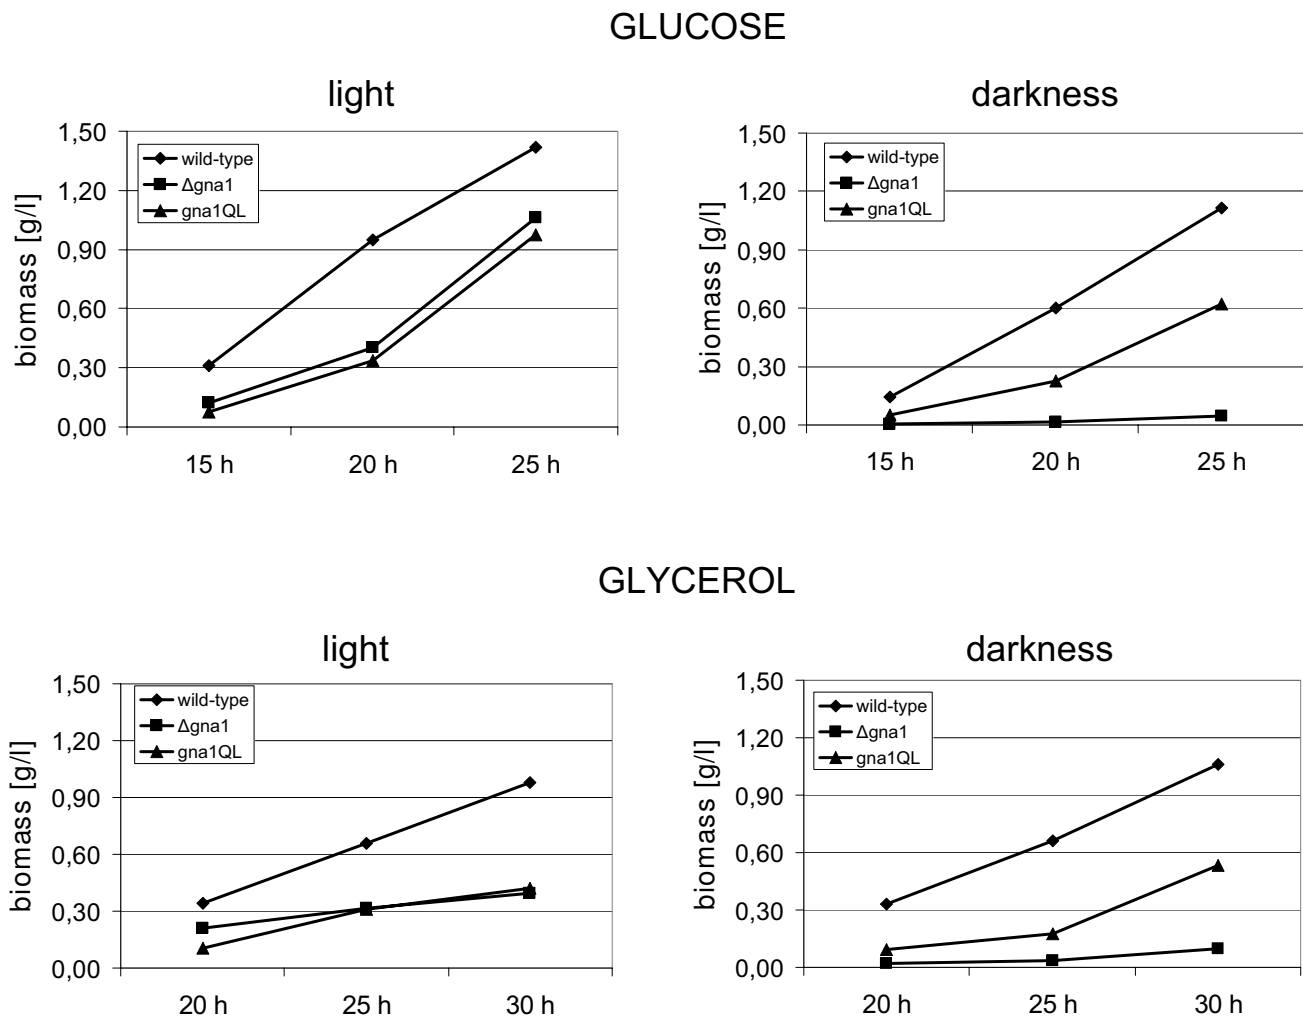 GLUCOSE
light
biomass [g/l]
1,50
1,20
0,90
0,60
0,30
0,00
wild-type
Δgna1
gna1QL
15 h
20 h
25 h
darkness
biomass [g/l]
1,50
1,20
0,90
0,60
0,30
0,00
wild-type
Δgna1
gna1QL
15 h
20 h
25 h
GLYCEROL
light
biomass [g/l]
1,50
1,20
0,90
0,60
0,30
0,00
wild-type
Δgna1
gna1QL
20 h
25 h
30 h
darkness
biomass [g/l]
1,50
1,20
0,90
0,60
0,30
0,00
wild-type
Δgna1
gna1QL
20 h
25 h
30 h